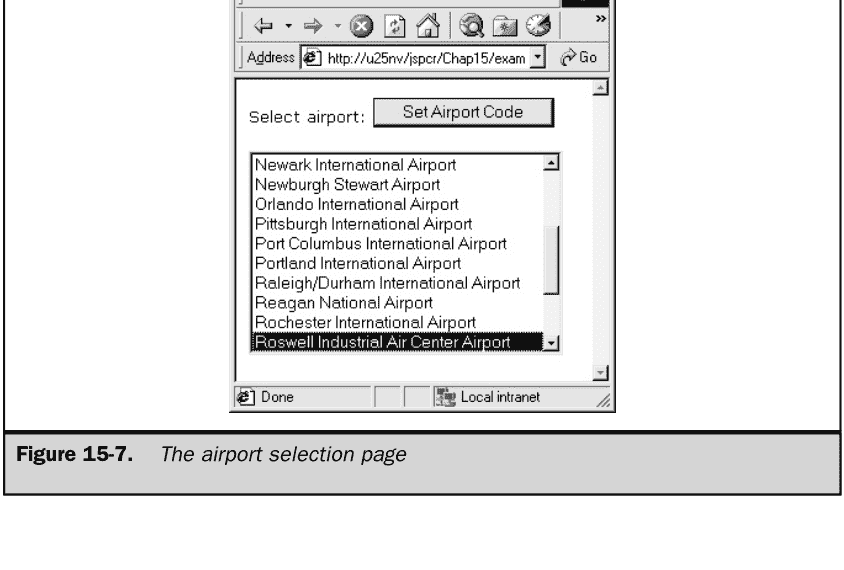 »
Address http://u25nv/jspcr/Chap15/exam Go
Select airport: Set Airport Code
Newark International Airport
Newburgh Stewart Airport
Orlando International Airport
Pittsburgh International Airport
Port Columbus International Airport
Portland International Airport
Raleigh/Durham International Airport
Reagan National Airport
Rochester International Airport
Roswell Industrial Air Center Airport
Done Local intranet
Figure 15-7. The airport selection page